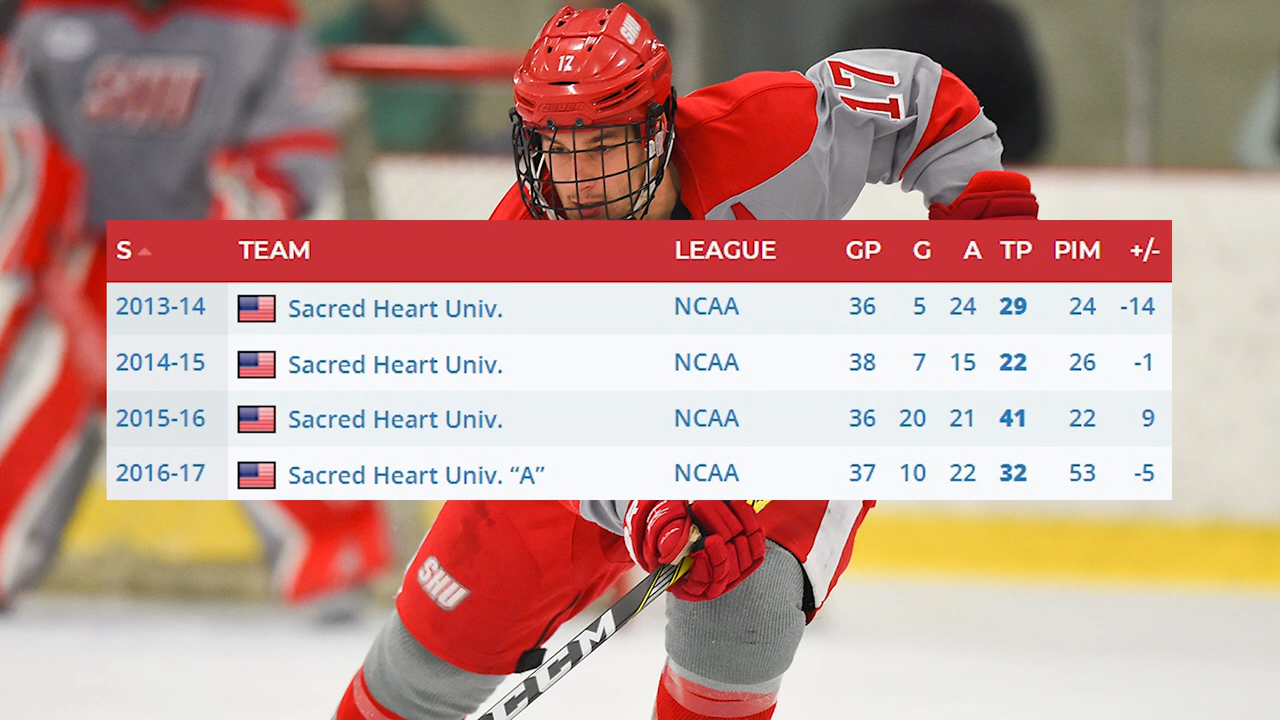 SHU
17
SHU
17
S TEAM LEAGUE GP G A TP PIM +/-
2013-14 Sacred Heart Univ. NCAA 36 5 24 29 24 -14
2014-15 Sacred Heart Univ. NCAA 38 7 15 22 26 -1
2015-16 Sacred Heart Univ. NCAA 36 20 21 41 22 9
2016-17 Sacred Heart Univ. “A” NCAA 37 10 22 32 53 -5
SHU
CCM